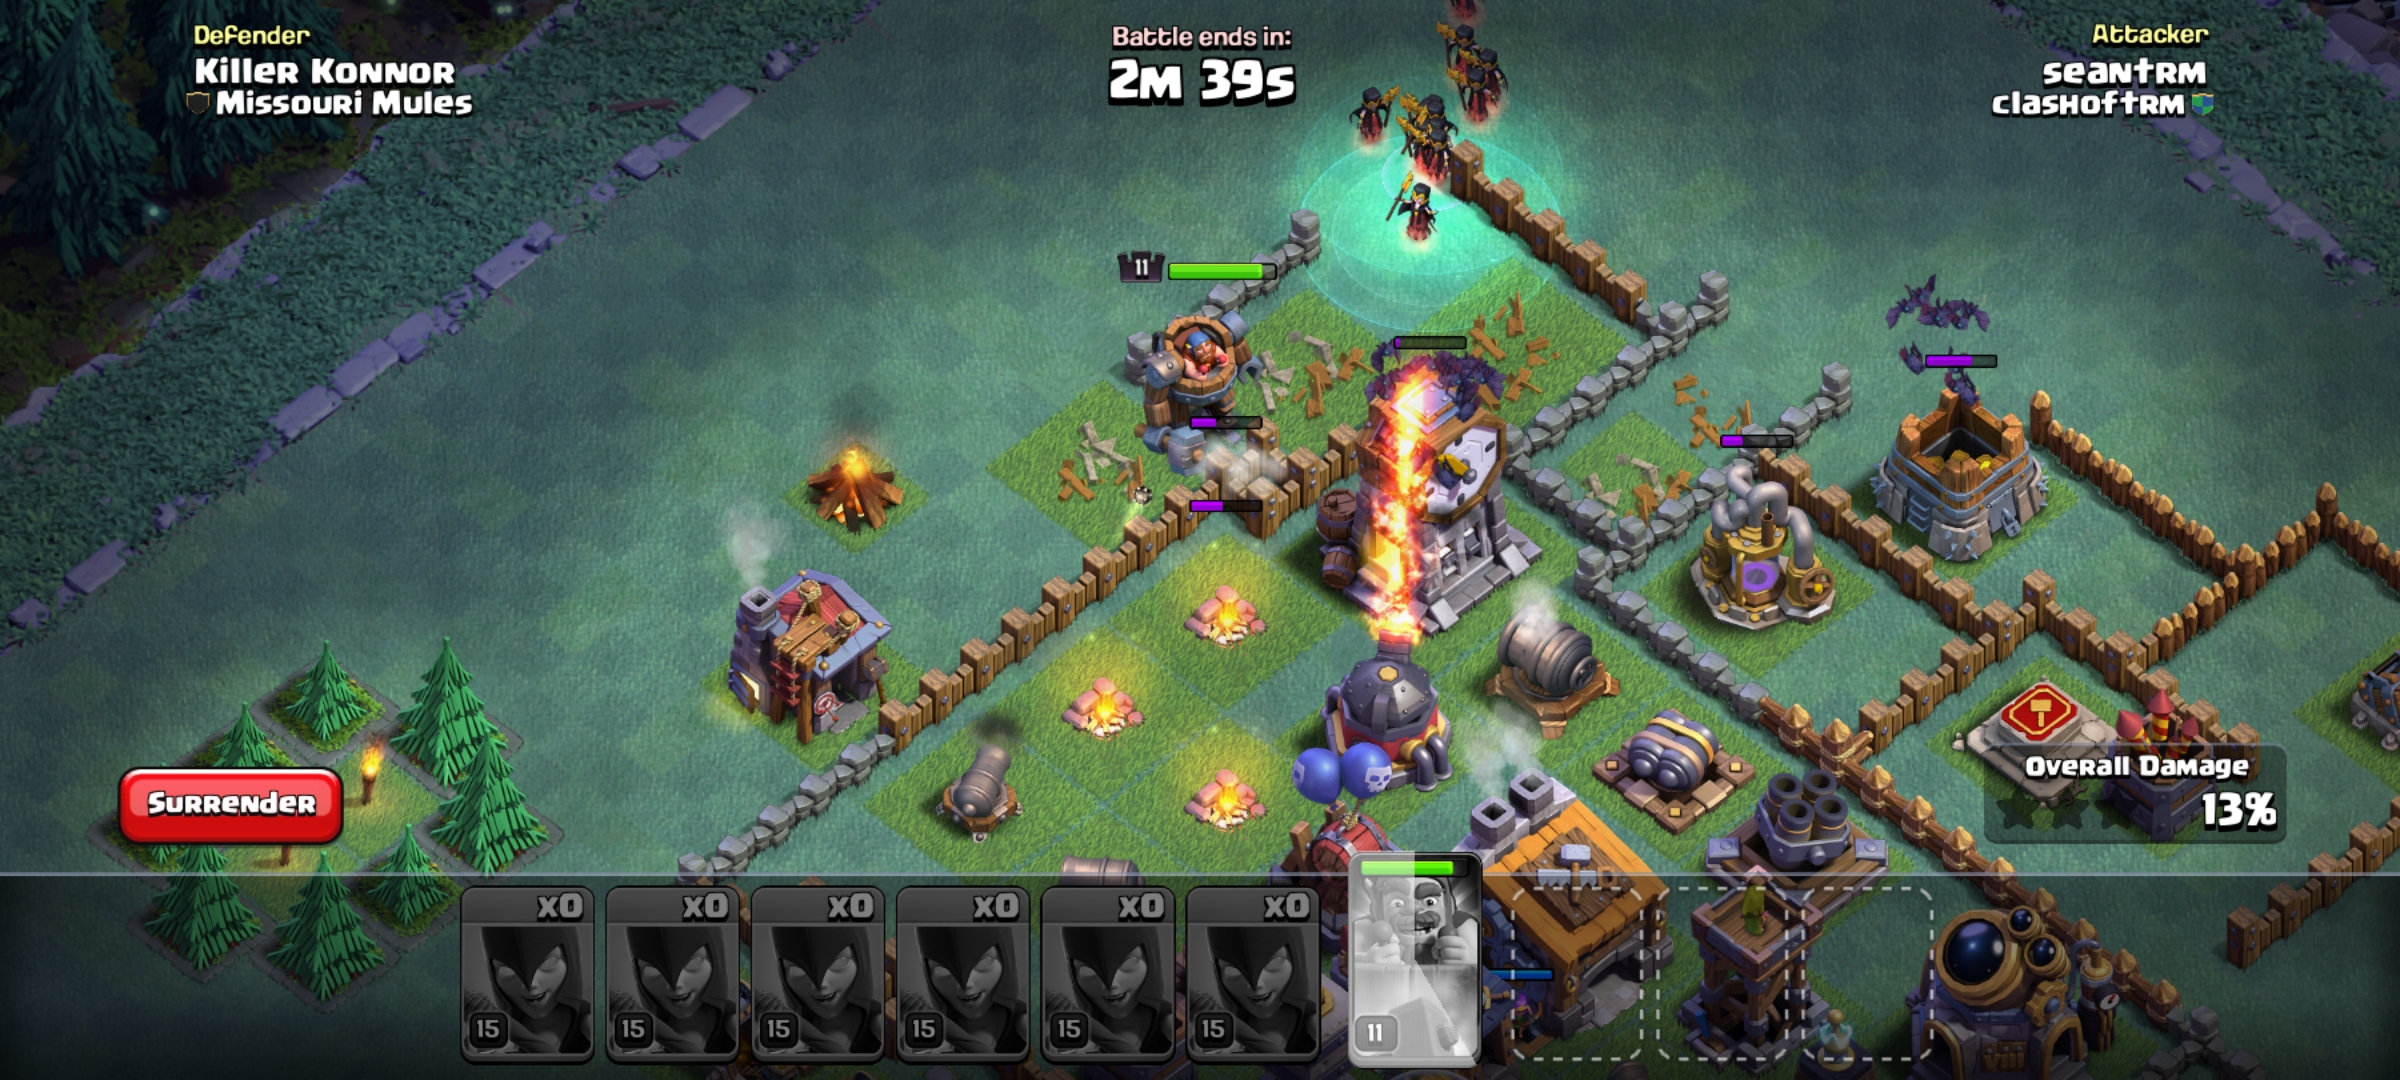 Defender
Killer Konnor
Missouri Mules
Battle ends in:
2m 39s
Attacker
seantrm
clashoftrm
11
Surrender
Overall Damage
13%
x0 x0 x0 x0 x0 x0
15 15 15 15 15 15 11